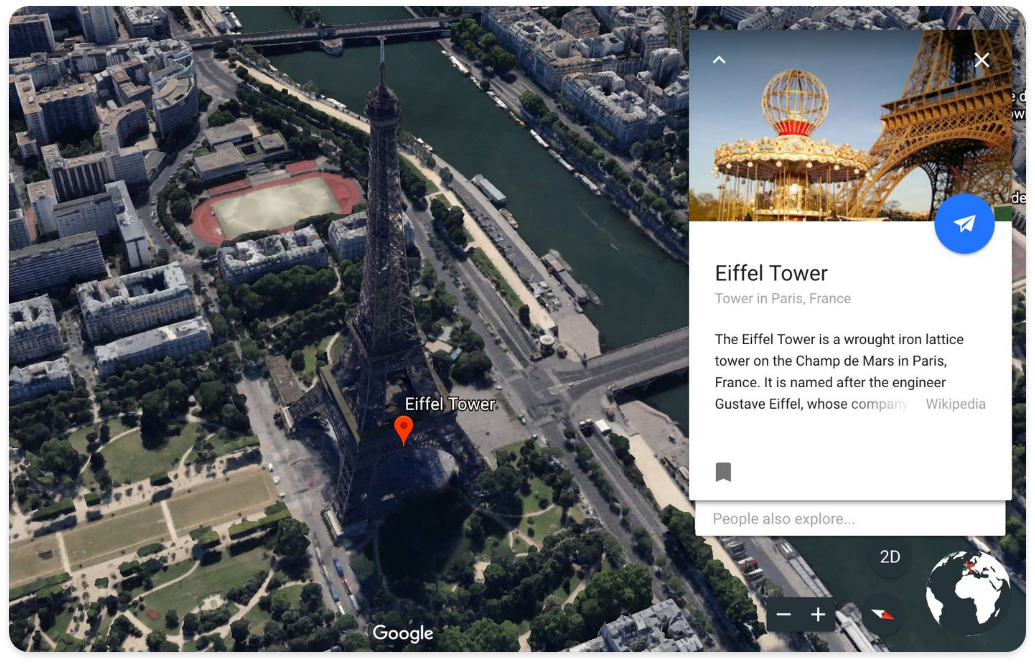 Eiffel Tower
Tower in Paris, France
The Eiffel Tower is a wrought iron lattice
tower on the Champ de Mars in Paris,
France. It is named after the engineer
Gustave Eiffel, whose company Wikipedia
People also explore...
Eiffel Tower
2D
Google